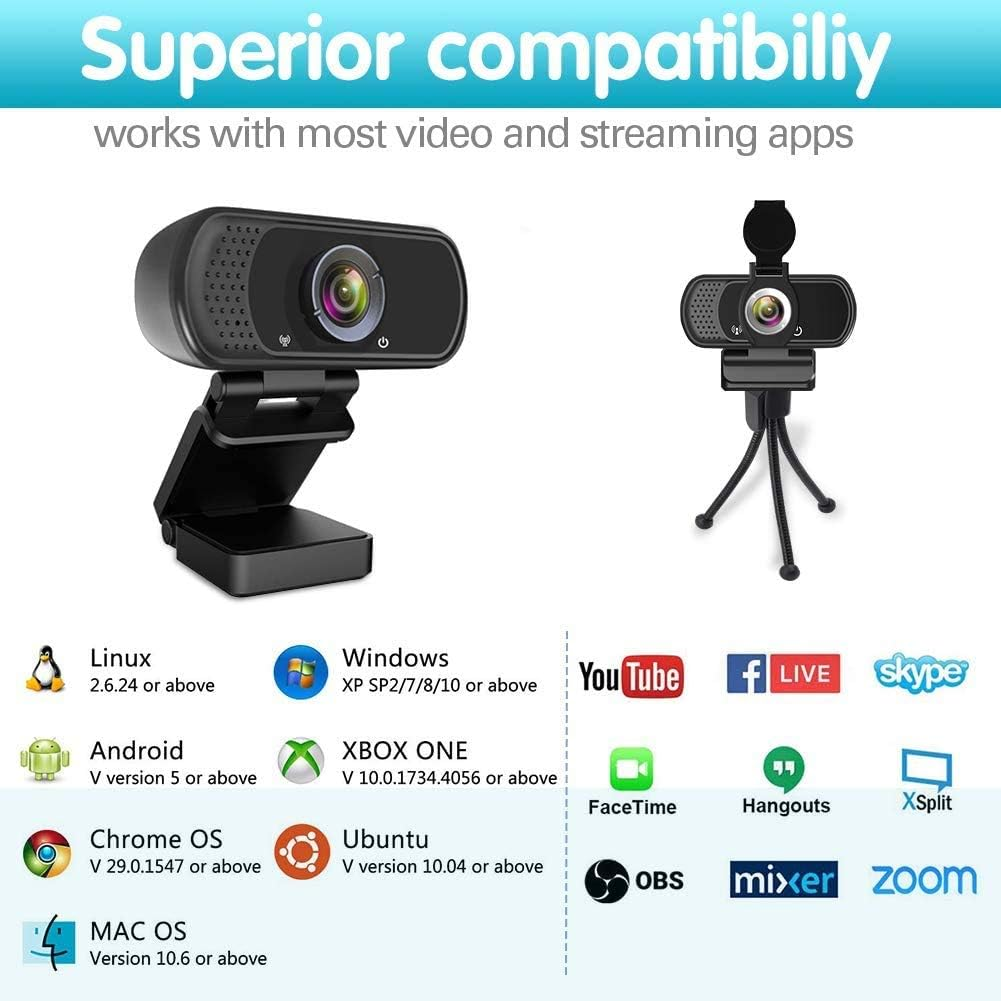 Superior compatibiliy
works with most video and streaming apps
Linux
2.6.24 or above
Windows
XP SP2/7/8/10 or above
Android
V version 5 or above
XBOX ONE
V 10.0.1734.4056 or above
Chrome OS
V 29.0.1547 or above
Ubuntu
V version 10.04 or above
MAC OS
Version 10.6 or above
YouTube
f LIVE
skype
FaceTime
Hangouts
XSplit
OBS
mixer
zoom